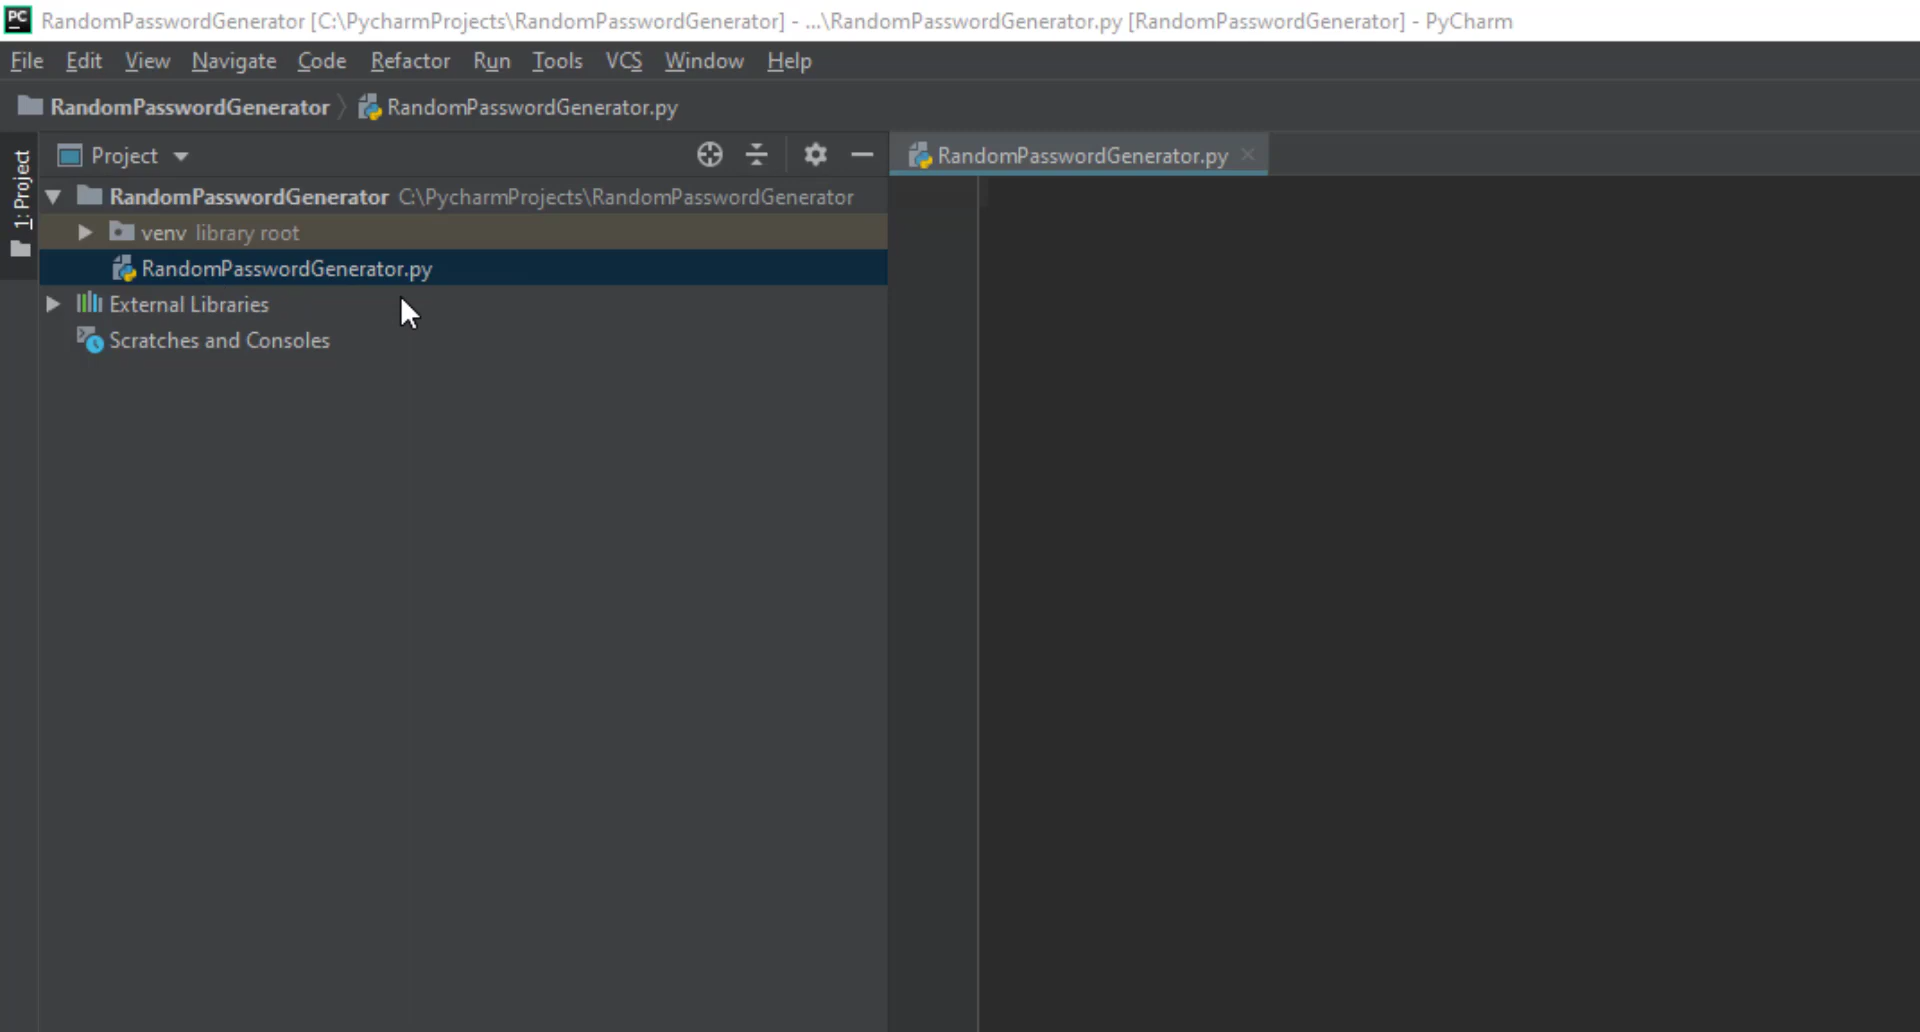 PC RandomPasswordGenerator [C:\PycharmProjects\RandomPasswordGenerator] - ...\RandomPasswordGenerator.py [RandomPasswordGenerator] - PyCharm
File Edit View Navigate Code Refactor Run Tools VCS Window Help
RandomPasswordGenerator RandomPasswordGenerator.py
1: Project
Project
RandomPasswordGenerator.py
RandomPasswordGenerator C:\PycharmProjects\RandomPasswordGenerator
venv library root
RandomPasswordGenerator.py
External Libraries
Scratches and Consoles